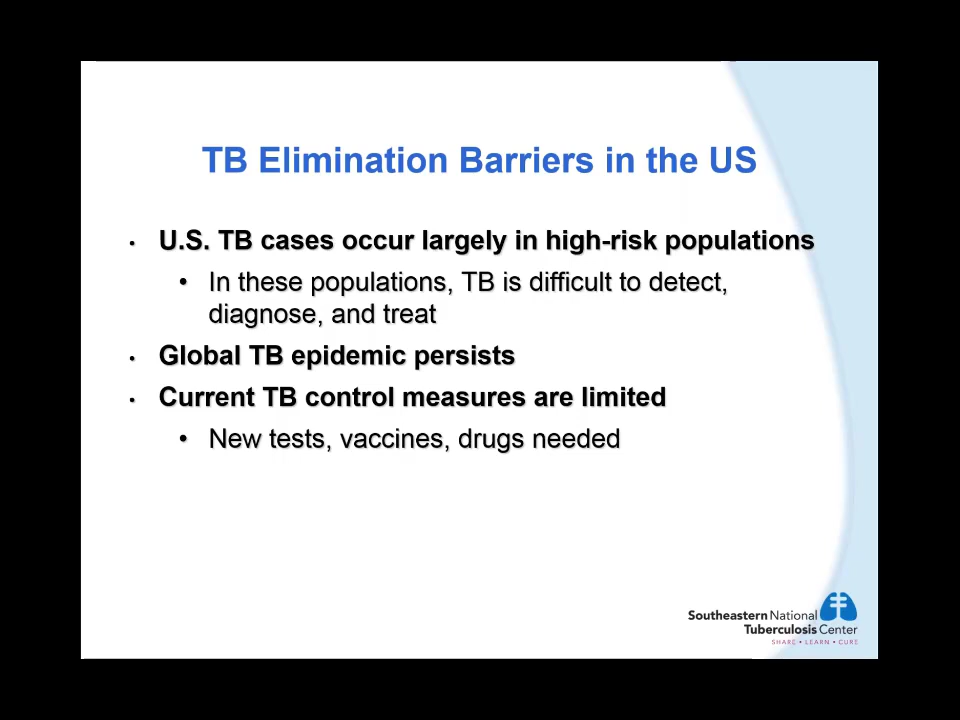 TB Elimination Barriers in the US
• U.S. TB cases occur largely in high-risk populations
• In these populations, TB is difficult to detect,
diagnose, and treat
• Global TB epidemic persists
• Current TB control measures are limited
• New tests, vaccines, drugs needed
Southeastern National
Tuberculosis Center
SHARE • LEARN • CURE